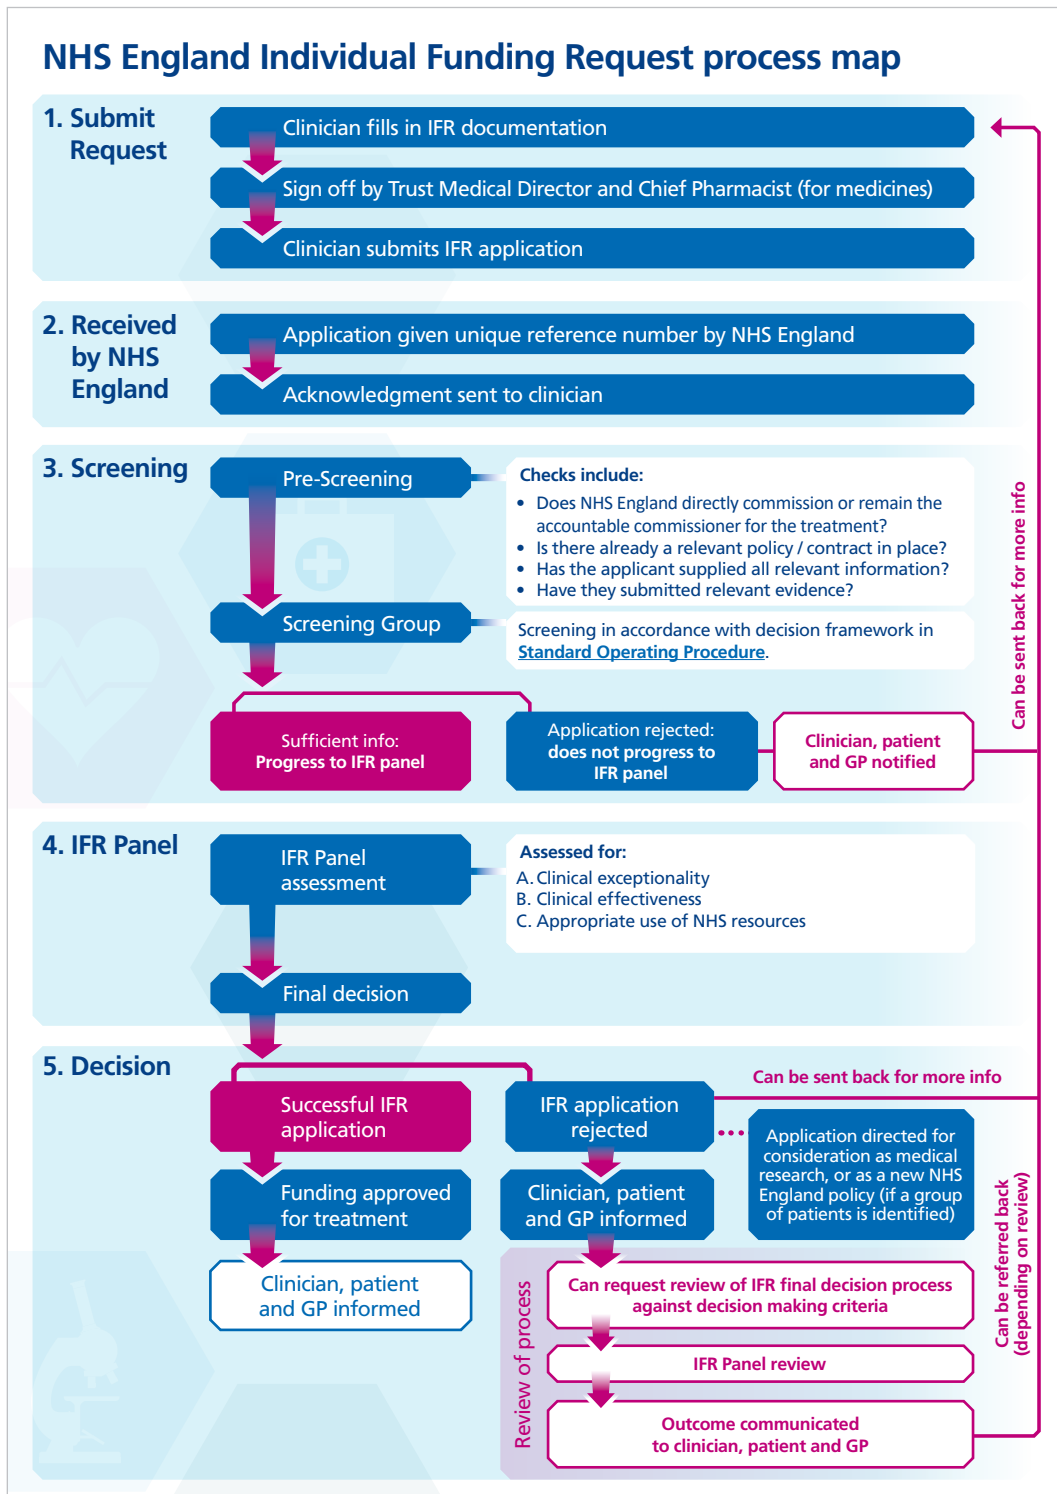 NHS England Individual Funding Request process map
1. Submit
Request
Clinician fills in IFR documentation
Sign off by Trust Medical Director and Chief Pharmacist (for medicines)
Clinician submits IFR application
2. Received
by NHS
England
Application given unique reference number by NHS England
Acknowledgment sent to clinician
3. Screening
Pre-Screening
Checks include:
• Does NHS England directly commission or remain the
accountable commissioner for the treatment?
• Is there already a relevant policy / contract in place?
• Has the applicant supplied all relevant information?
• Have they submitted relevant evidence?
Screening Group
Screening in accordance with decision framework in
Standard Operating Procedure.
Sufficient info:
Progress to IFR panel
Application rejected:
does not progress to
IFR panel
Clinician, patient
and GP notified
Can be sent back for more info
4. IFR Panel
IFR Panel
assessment
Assessed for:
A. Clinical exceptionality
B. Clinical effectiveness
C. Appropriate use of NHS resources
Final decision
5. Decision
Can be sent back for more info
Successful IFR
application
IFR application
rejected
Application directed for
consideration as medical
research, or as a new NHS
England policy (if a group
of patients is identified)
Funding approved
for treatment
Clinician, patient
and GP informed
Clinician, patient
and GP informed
Review of process
Can request review of IFR final decision process
against decision making criteria
IFR Panel review
Outcome communicated
to clinician, patient and GP
Can be referred back
(depending on review)